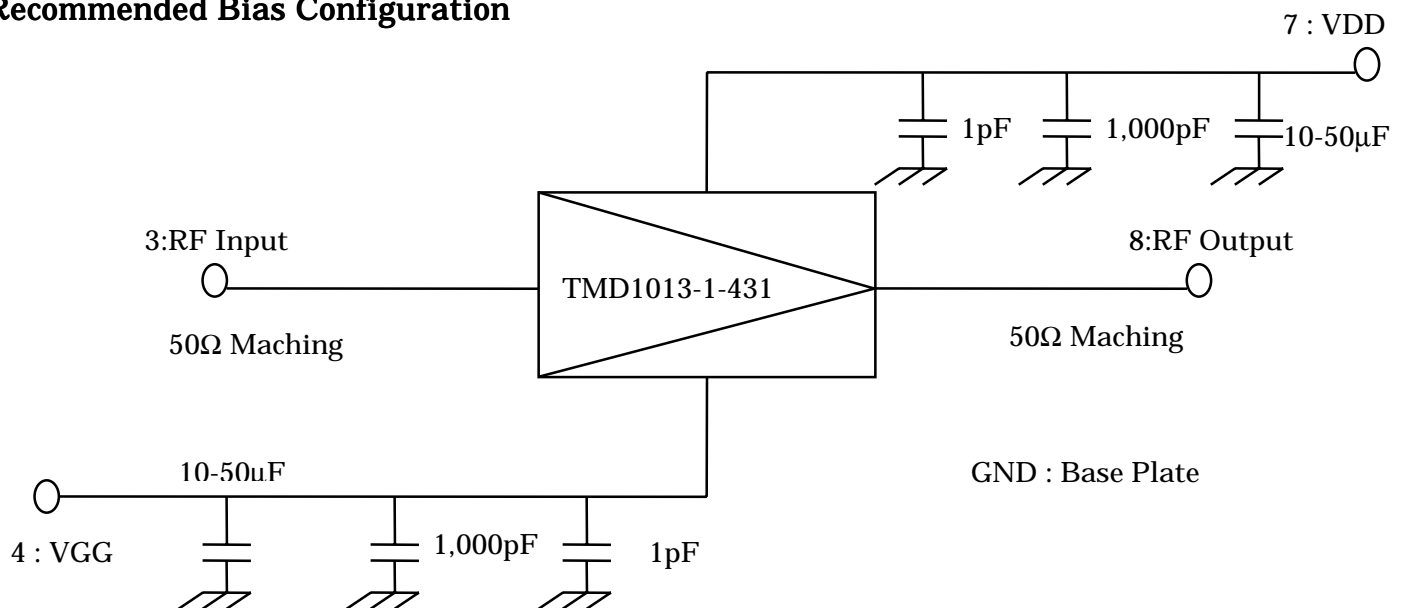 Recommended Bias Configuration
7 : VDD
1pF
1,000pF
10-50μF
3:RF Input
8:RF Output
TMD1013-1-431
50Ω Maching
50Ω Maching
10-50μF
GND : Base Plate
4 : VGG
1,000pF
1pF